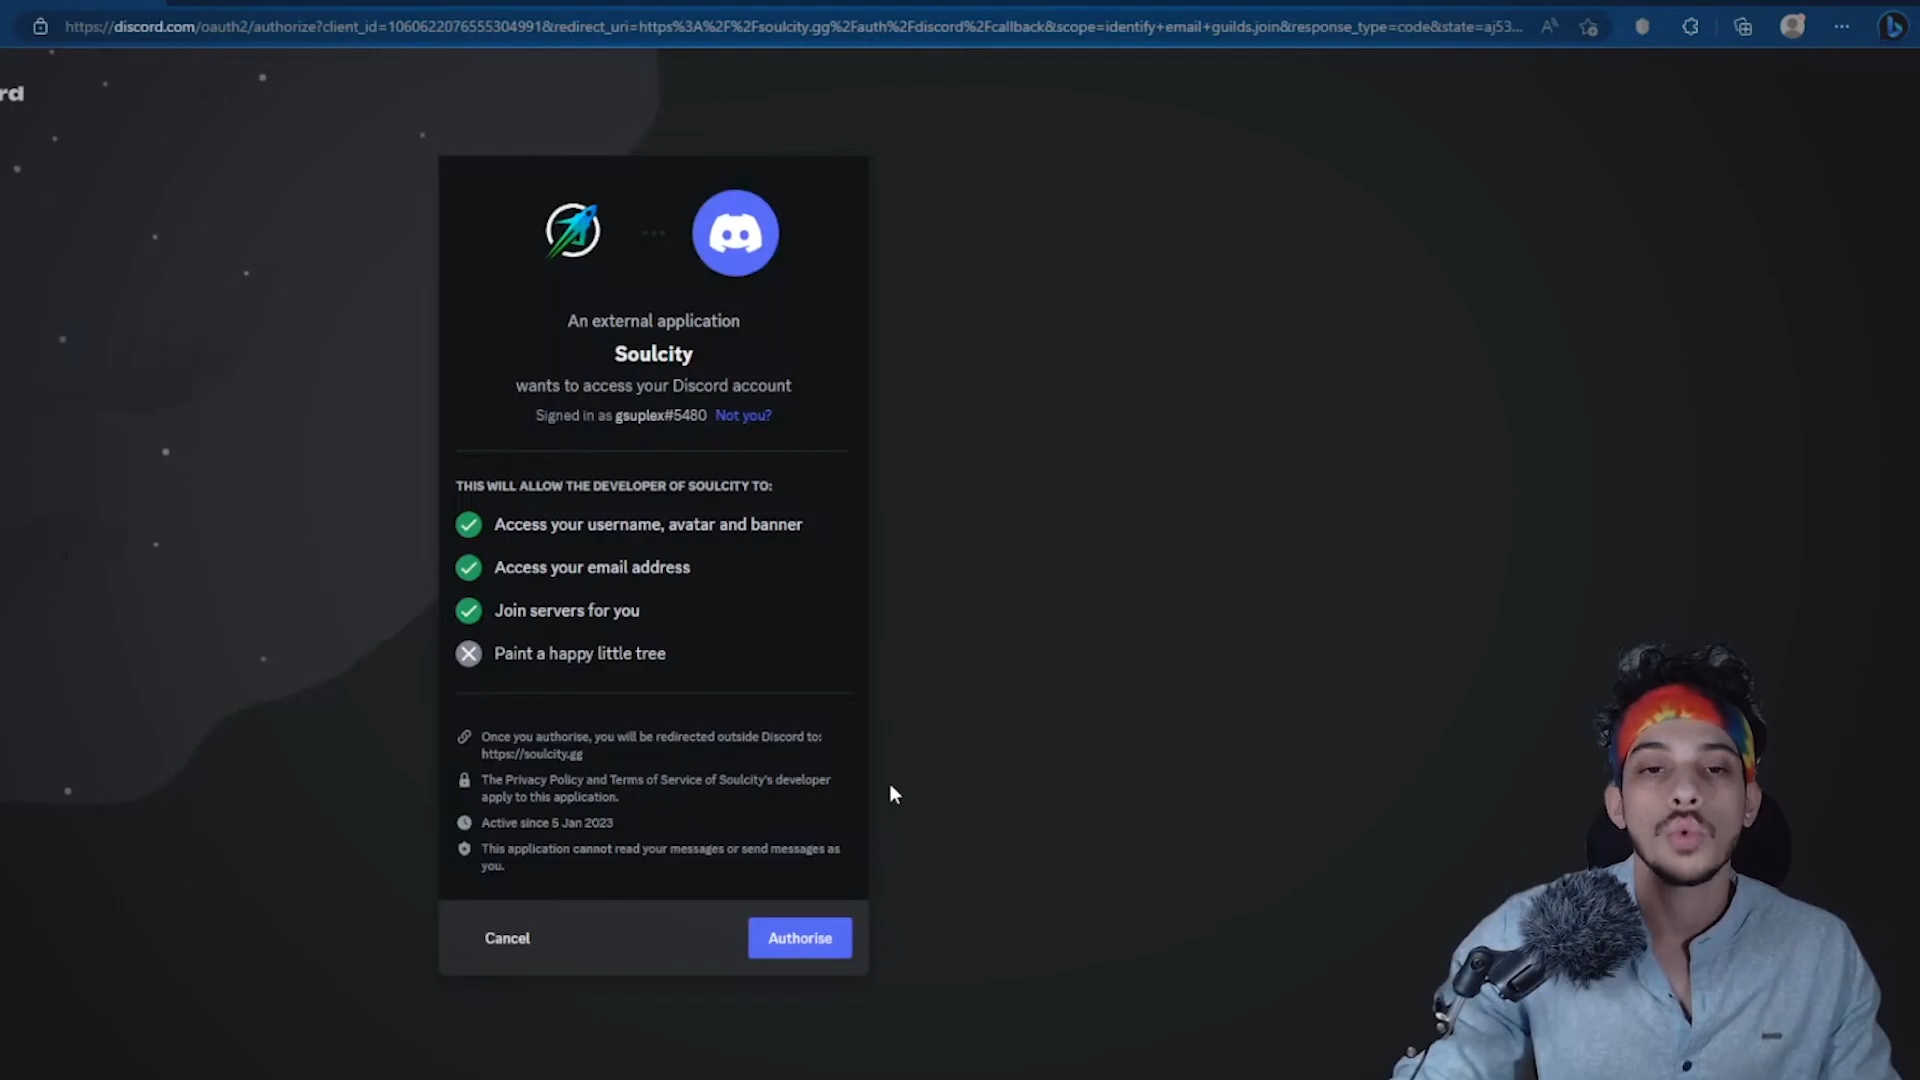 https://discord.com/oauth2/authorize?client_id=1060622076555304991&redirect_uri=https%3A%2F%2Fsoulcity.gg%2Fauth%2Fdiscord%2Fcallback&scope=identify+email+guilds.join&response_type=code&state=aj53...
rd
An external application
Soulcity
wants to access your Discord account
Signed in as gsuplex#5480 Not you?
THIS WILL ALLOW THE DEVELOPER OF SOULCITY TO:
Access your username, avatar and banner
Access your email address
Join servers for you
Paint a happy little tree
Once you authorise, you will be redirected outside Discord to:
https://soulcity.gg
The Privacy Policy and Terms of Service of Soulcity's developer
apply to this application.
Active since 5 Jan 2023
This application cannot read your messages or send messages as
you.
Cancel
Authorise